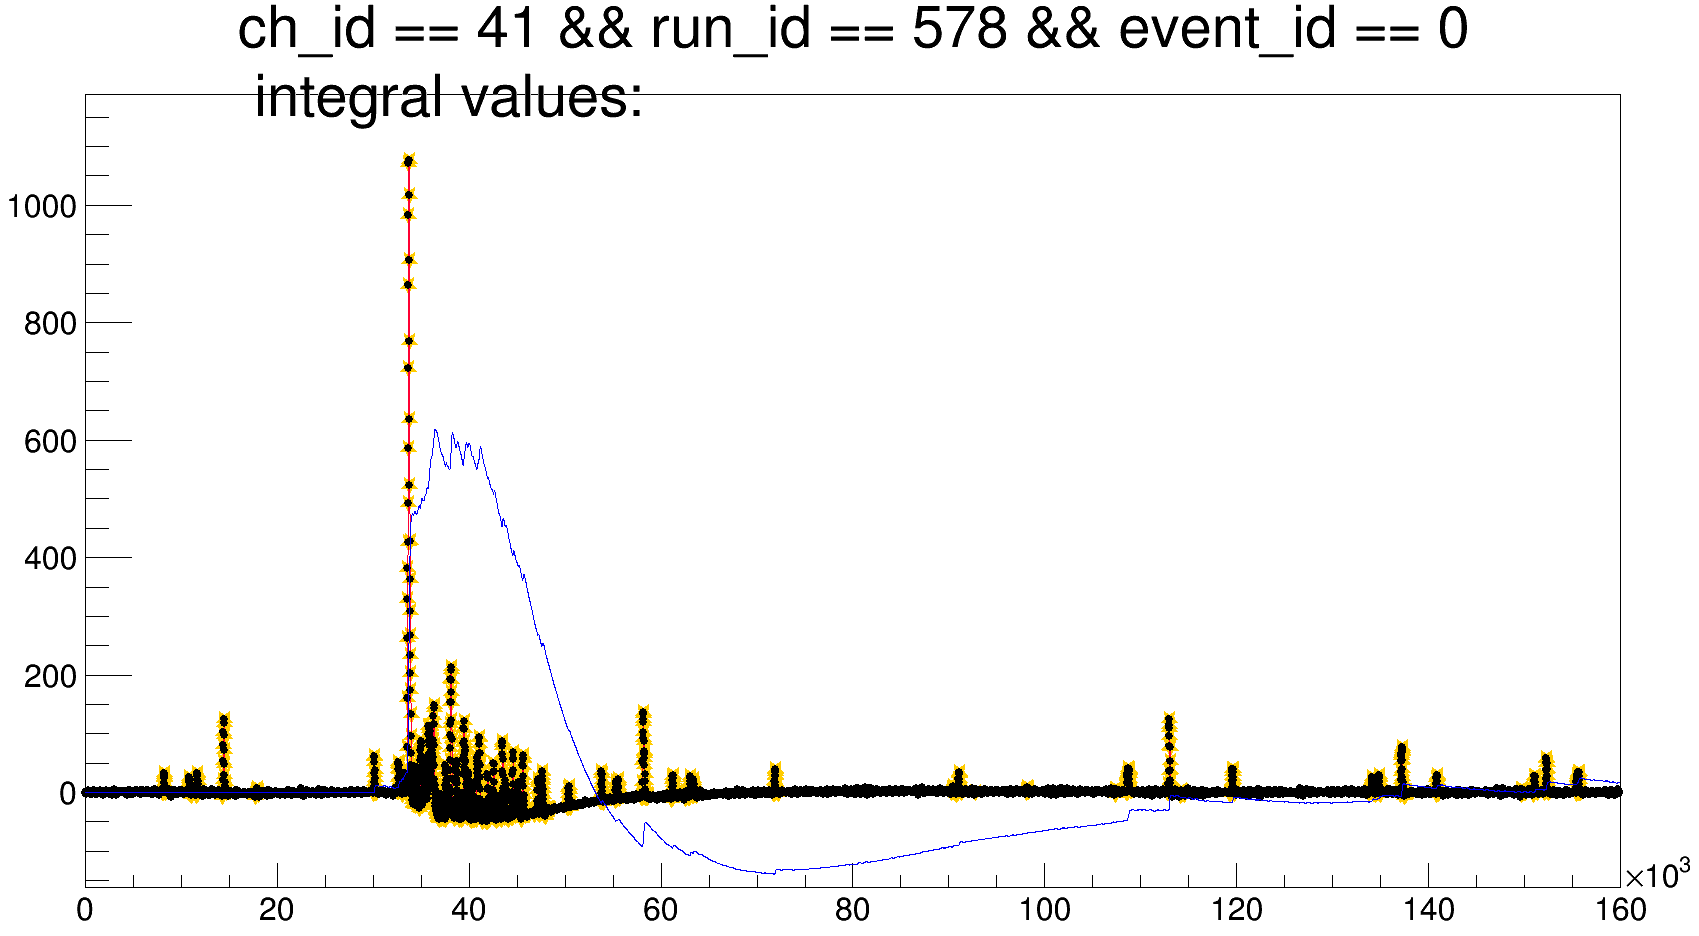 ch_id == 41 && run_id == 578 && event_id == 0
integral values:
1000
800
600
400
200
0
×10³
0 20 40 60 80 100 120 140 160